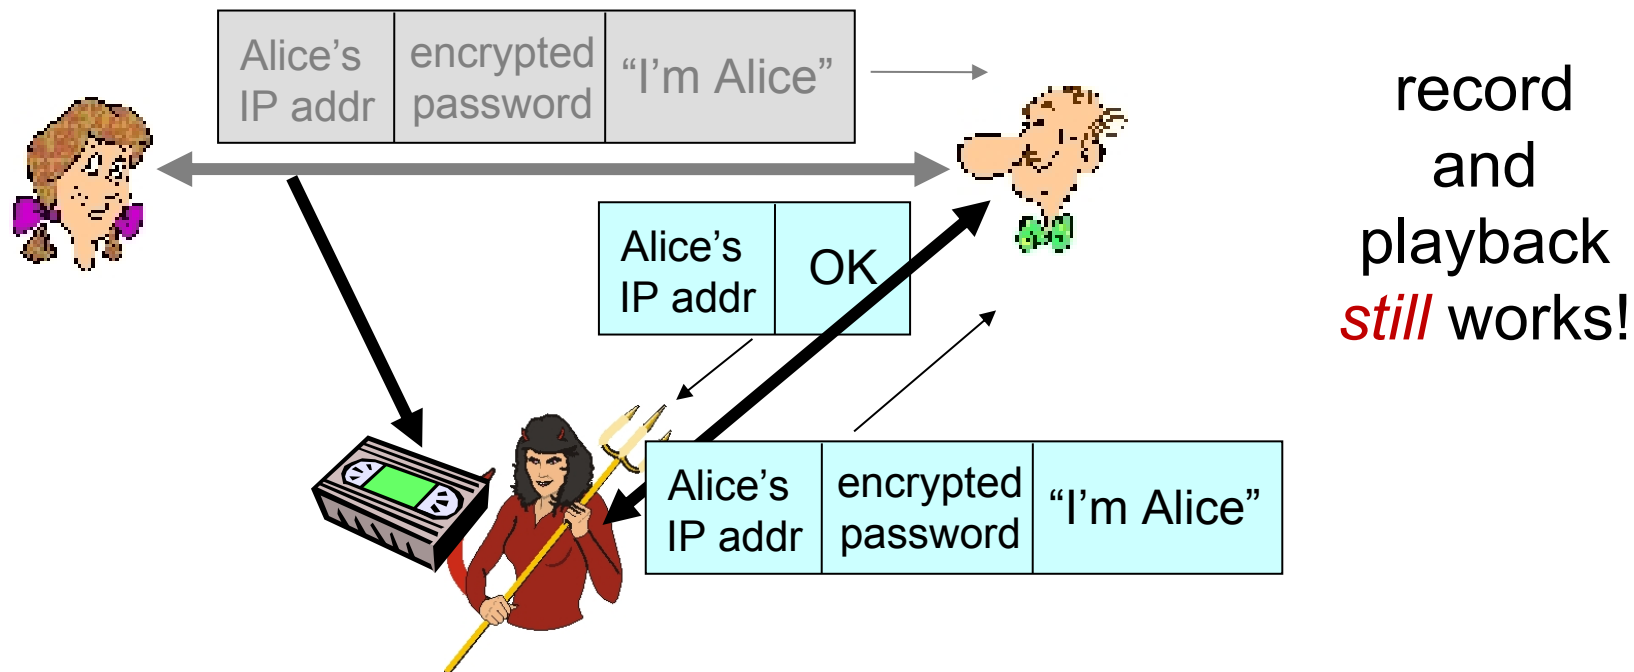 Alice’s
IP addr
encrypted
password
“I’m Alice”
record
and
playback
still works!
Alice’s
IP addr
OK
Alice’s
IP addr
encrypted
password
“I’m Alice”